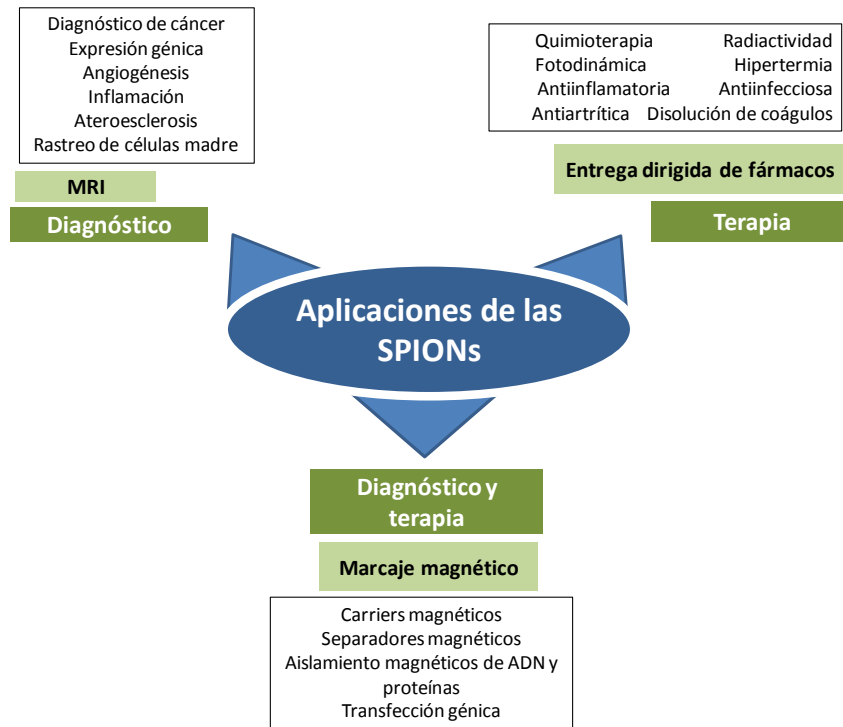 Diagnóstico de cáncer
Expresión génica
Angiogénesis
Inflamación
Ateroesclerosis
Rastreo de células madre
MRI
Diagnóstico
Quimioterapia Radiactividad
Fotodinámica Hipertermia
Antiinflamatoria Antiinfecciosa
Antiartrítica Disolución de coágulos
Entrega dirigida de fármacos
Terapia
Aplicaciones de las
SPIONs
Diagnóstico y
terapia
Marcaje magnético
Carriers magnéticos
Separadores magnéticos
Aislamiento magnéticos de ADN y
proteínas
Transfección génica